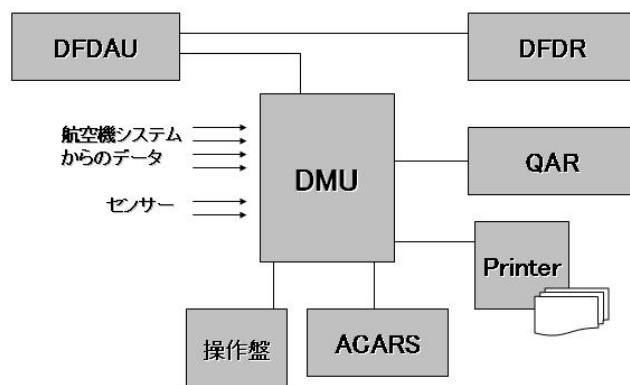 DFDAU
DFDR
航空機システム
からのデータ
DMU
QAR
センサー
Printer
操作盤
ACARS